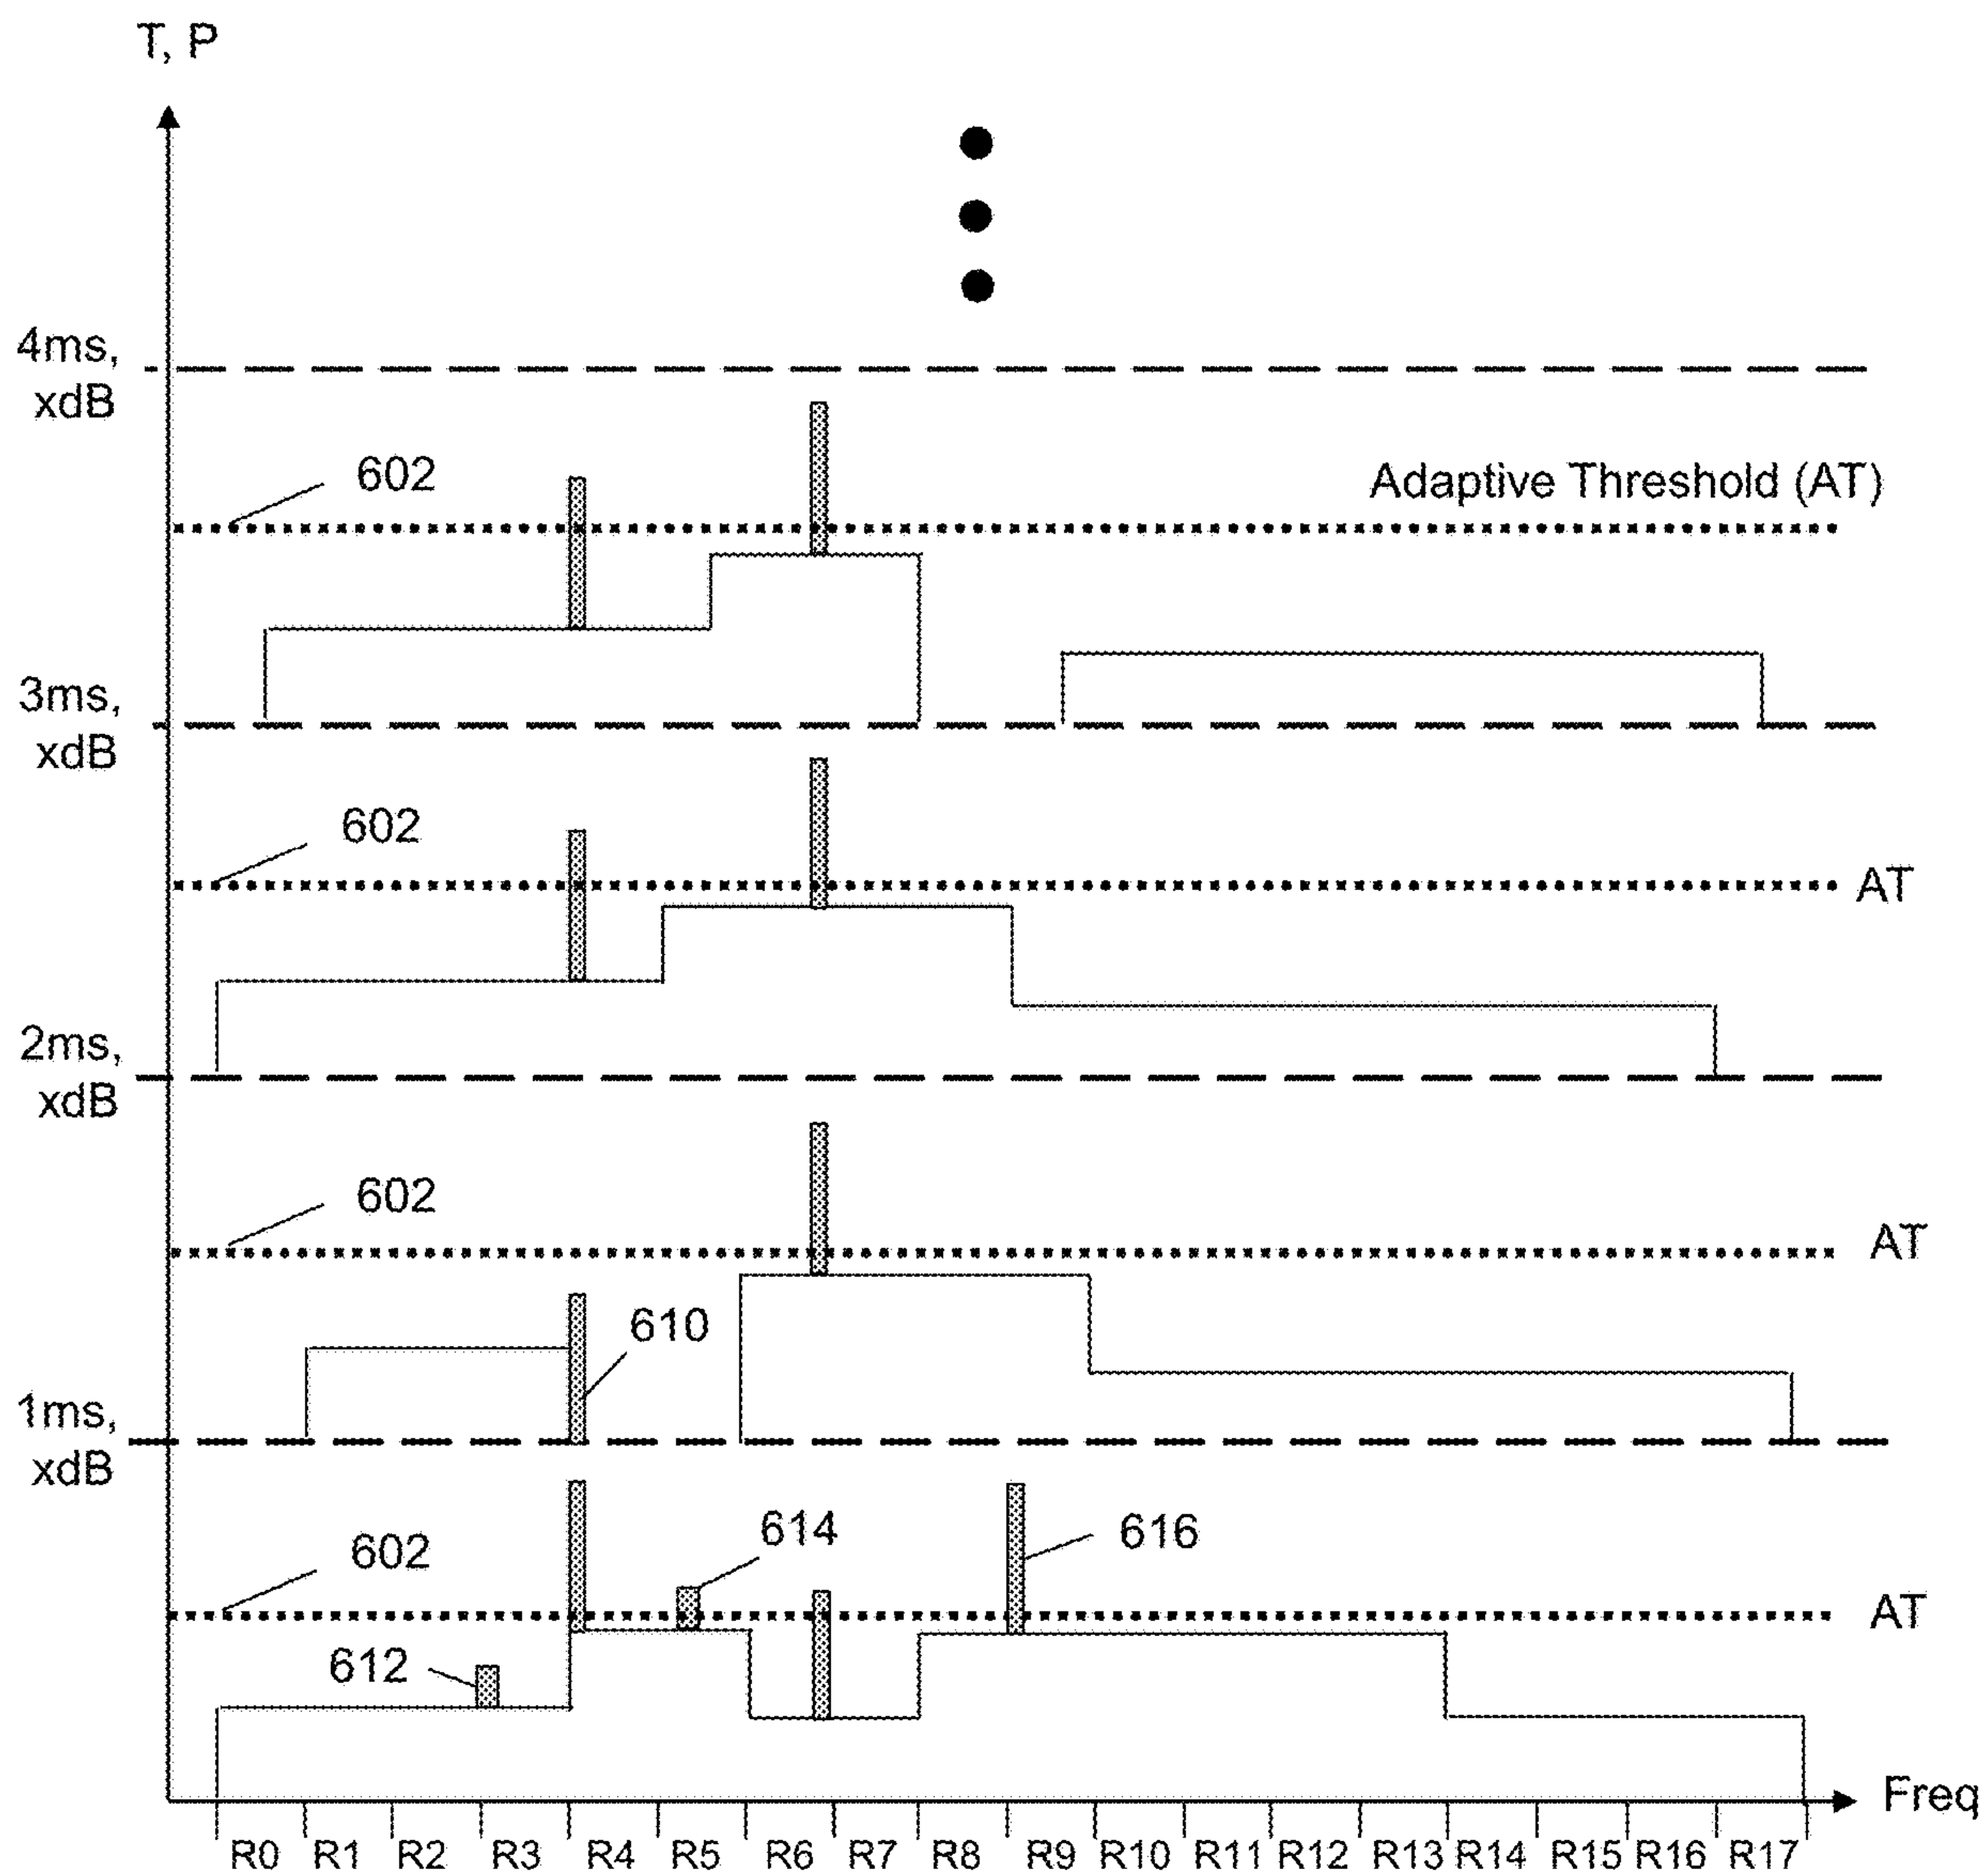 T, P
4ms,
xdB
602
Adaptive Threshold (AT)
3ms,
xdB
602
AT
2ms,
xdB
602
AT
610
1ms,
xdB
614
616
602
AT
612
Freq
R0 R1 R2 R3 R4 R5 R6 R7 R8 R9 R10 R11 R12 R13 R14 R15 R16 R17